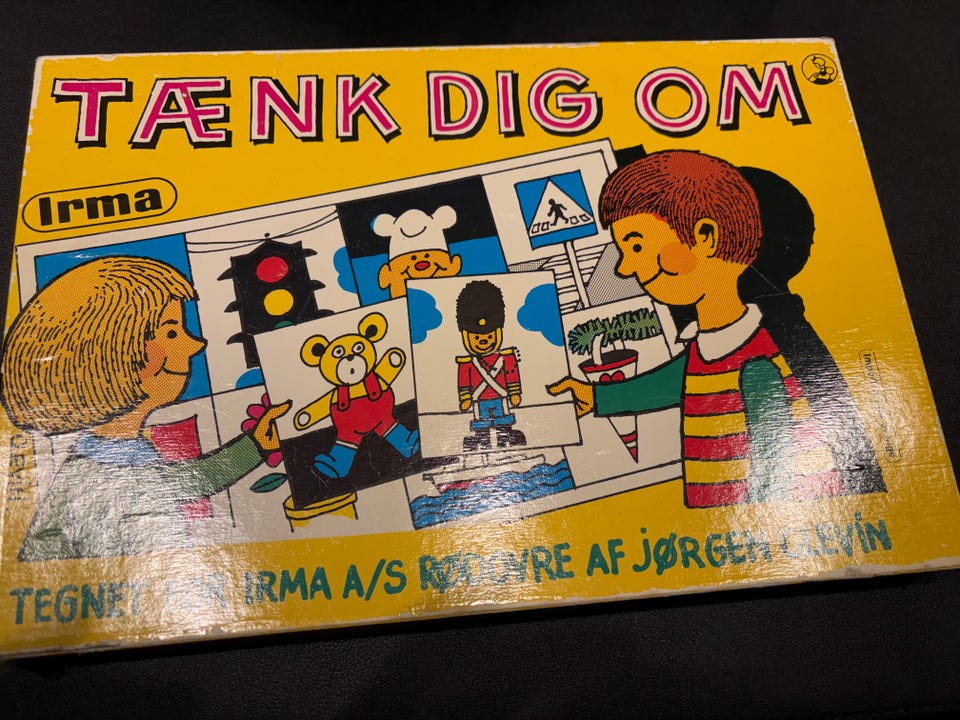 TÆNK DIG OM
Irma
TEGNET FOR IRMA A/S RØDOVRE AF JØRGEN CLEVIN